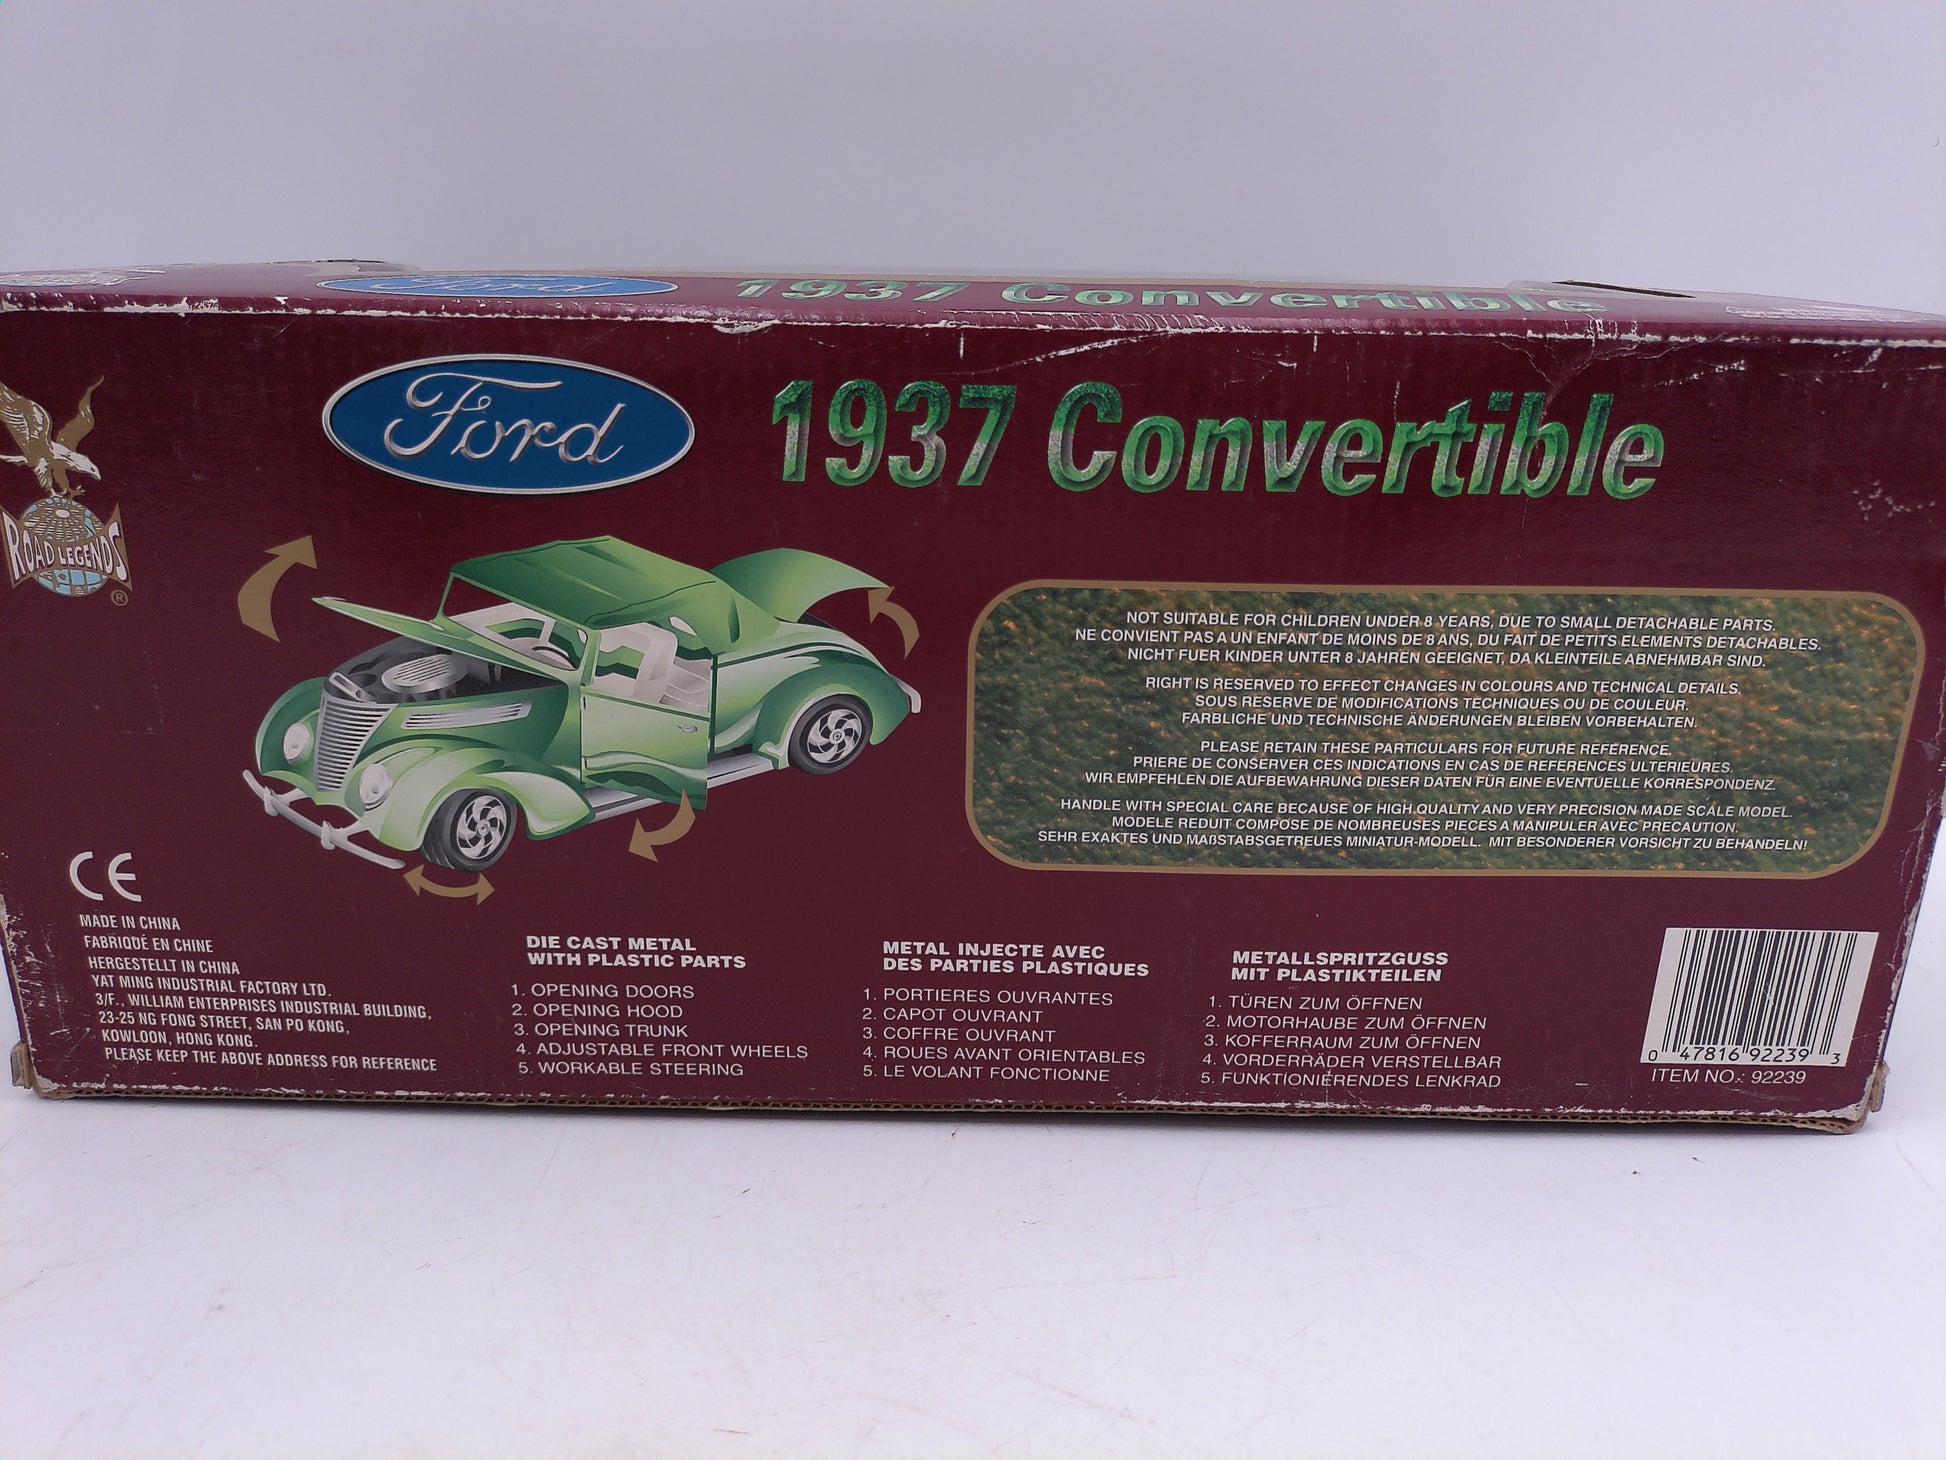 Ford 1937 Convertible
Ford 1937 Convertible
ROAD LEGENDS
®
NOT SUITABLE FOR CHILDREN UNDER 8 YEARS, DUE TO SMALL DETACHABLE PARTS.
NE CONVIENT PAS A UN ENFANT DE MOINS DE 8 ANS, DU FAIT DE PETITS ELEMENTS DETACHABLES.
NICHT FUER KINDER UNTER 8 JAHREN GEEIGNET, DA KLEINTEILE ABNEHMBAR SIND.
RIGHT IS RESERVED TO EFFECT CHANGES IN COLOURS AND TECHNICAL DETAILS.
SOUS RESERVE DE MODIFICATIONS TECHNIQUES OU DE COULEUR.
FARBLICHE UND TECHNISCHE ÄNDERUNGEN BLEIBEN VORBEHALTEN.
PLEASE RETAIN THESE PARTICULARS FOR FUTURE REFERENCE.
PRIERE DE CONSERVER CES INDICATIONS EN CAS DE REFERENCES ULTERIEURES.
WIR EMPFEHLEN DIE AUFBEWAHRUNG DIESER DATEN FÜR EINE EVENTUELLE KORRESPONDENZ.
HANDLE WITH SPECIAL CARE BECAUSE OF HIGH QUALITY AND VERY PRECISION MADE SCALE MODEL.
MODELE REDUIT COMPOSE DE NOMBREUSES PIECES A MANIPULER AVEC PRECAUTION.
SEHR EXAKTES UND MAßSTABSGETREUES MINIATUR-MODELL. MIT BESONDERER VORSICHT ZU BEHANDELN!
CE
MADE IN CHINA
FABRIQUÉ EN CHINE
HERGESTELLT IN CHINA
YAT MING INDUSTRIAL FACTORY LTD.
3/F., WILLIAM ENTERPRISES INDUSTRIAL BUILDING,
23-25 NG FONG STREET, SAN PO KONG,
KOWLOON, HONG KONG.
PLEASE KEEP THE ABOVE ADDRESS FOR REFERENCE
DIE CAST METAL
WITH PLASTIC PARTS
1. OPENING DOORS
2. OPENING HOOD
3. OPENING TRUNK
4. ADJUSTABLE FRONT WHEELS
5. WORKABLE STEERING
METAL INJECTE AVEC
DES PARTIES PLASTIQUES
1. PORTIERES OUVRANTES
2. CAPOT OUVRANT
3. COFFRE OUVRANT
4. ROUES AVANT ORIENTABLES
5. LE VOLANT FONCTIONNE
METALLSPRITZGUSS
MIT PLASTIKTEILEN
1. TÜREN ZUM ÖFFNEN
2. MOTORHAUBE ZUM ÖFFNEN
3. KOFFERRAUM ZUM ÖFFNEN
4. VORDERRÄDER VERSTELLBAR
5. FUNKTIONIERENDES LENKRAD
0 47816 92239 3
ITEM NO.: 92239